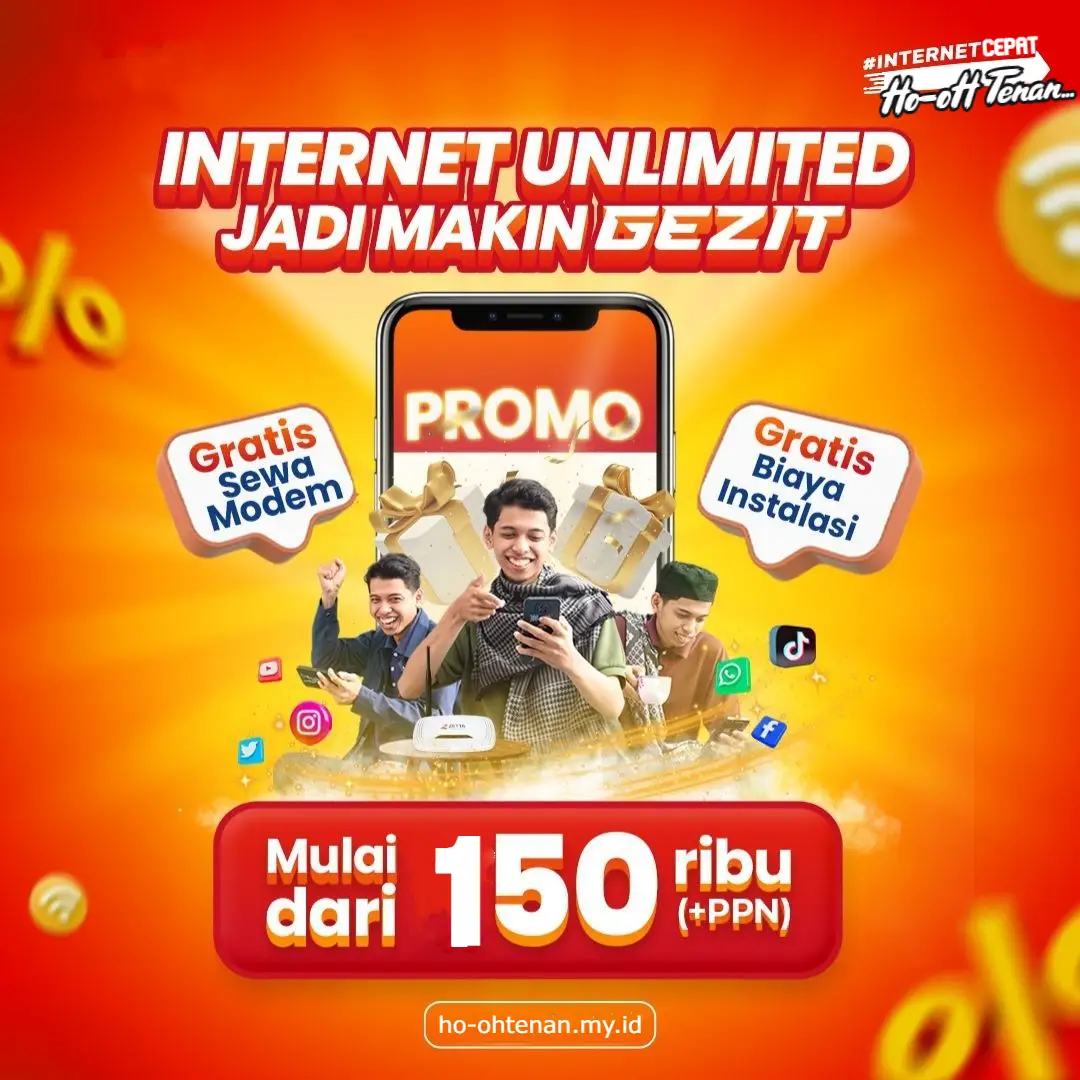 #INTERNETCEPAT
Ho-oH Tenan...
INTERNET UNLIMITED
JADI MAKIN GEZIT
PROMO
Gratis
Sewa
Modem
Gratis
Biaya
Instalasi
Mulai
dari
150
ribu
(+PPN)
ho-ohtenan.my.id